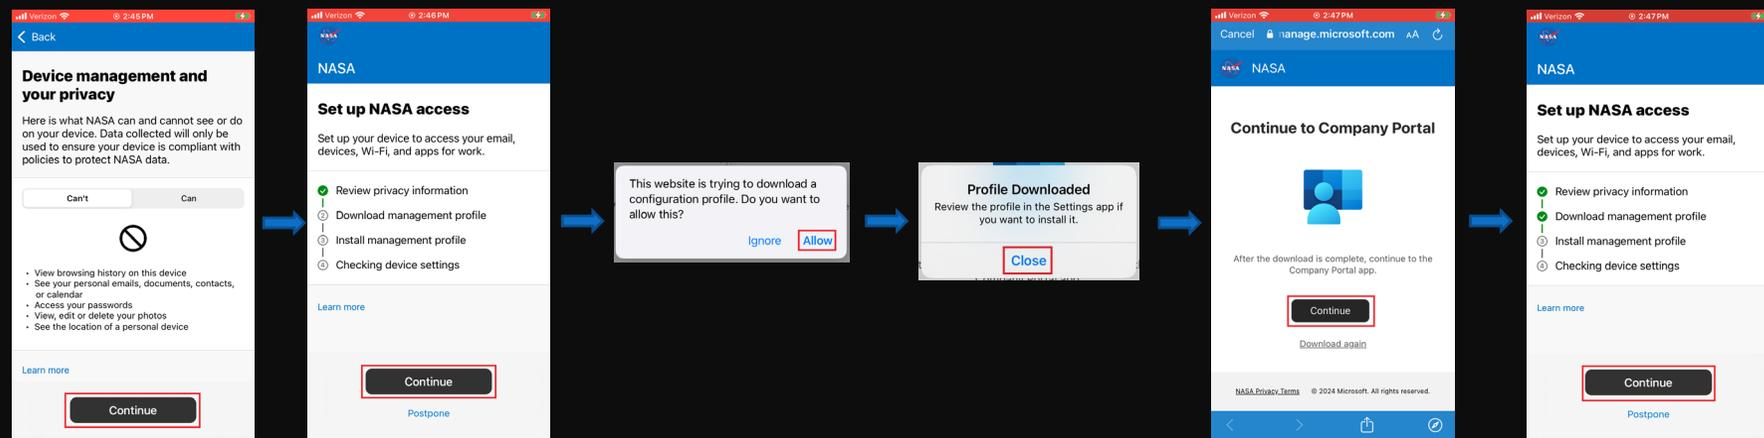 Verizon 2:45 PM
Back
Device management and
your privacy
Here is what NASA can and cannot see or do
on your device. Data collected will only be
used to ensure your device is compliant with
policies to protect NASA data.
Can't Can
• View browsing history on this device
• See your personal emails, documents, contacts,
or calendar
• Access your passwords
• View, edit or delete your photos
• See the location of a personal device
Learn more
Continue
Verizon 2:46 PM
NASA
NASA
Set up NASA access
Set up your device to access your email,
devices, Wi-Fi, and apps for work.
Review privacy information
2 Download management profile
3 Install management profile
4 Checking device settings
Learn more
Continue
Postpone
This website is trying to download a
configuration profile. Do you want to
allow this?
Ignore Allow
Profile Downloaded
Review the profile in the Settings app if
you want to install it.
Close
Verizon 2:47 PM
Cancel nanage.microsoft.com AA
NASA NASA
Continue to Company Portal
After the download is complete, continue to the
Company Portal app.
Continue
Download again
NASA Privacy Terms © 2024 Microsoft. All rights reserved.
Verizon 2:47 PM
NASA
NASA
Set up NASA access
Set up your device to access your email,
devices, Wi-Fi, and apps for work.
Review privacy information
Download management profile
3 Install management profile
4 Checking device settings
Learn more
Continue
Postpone